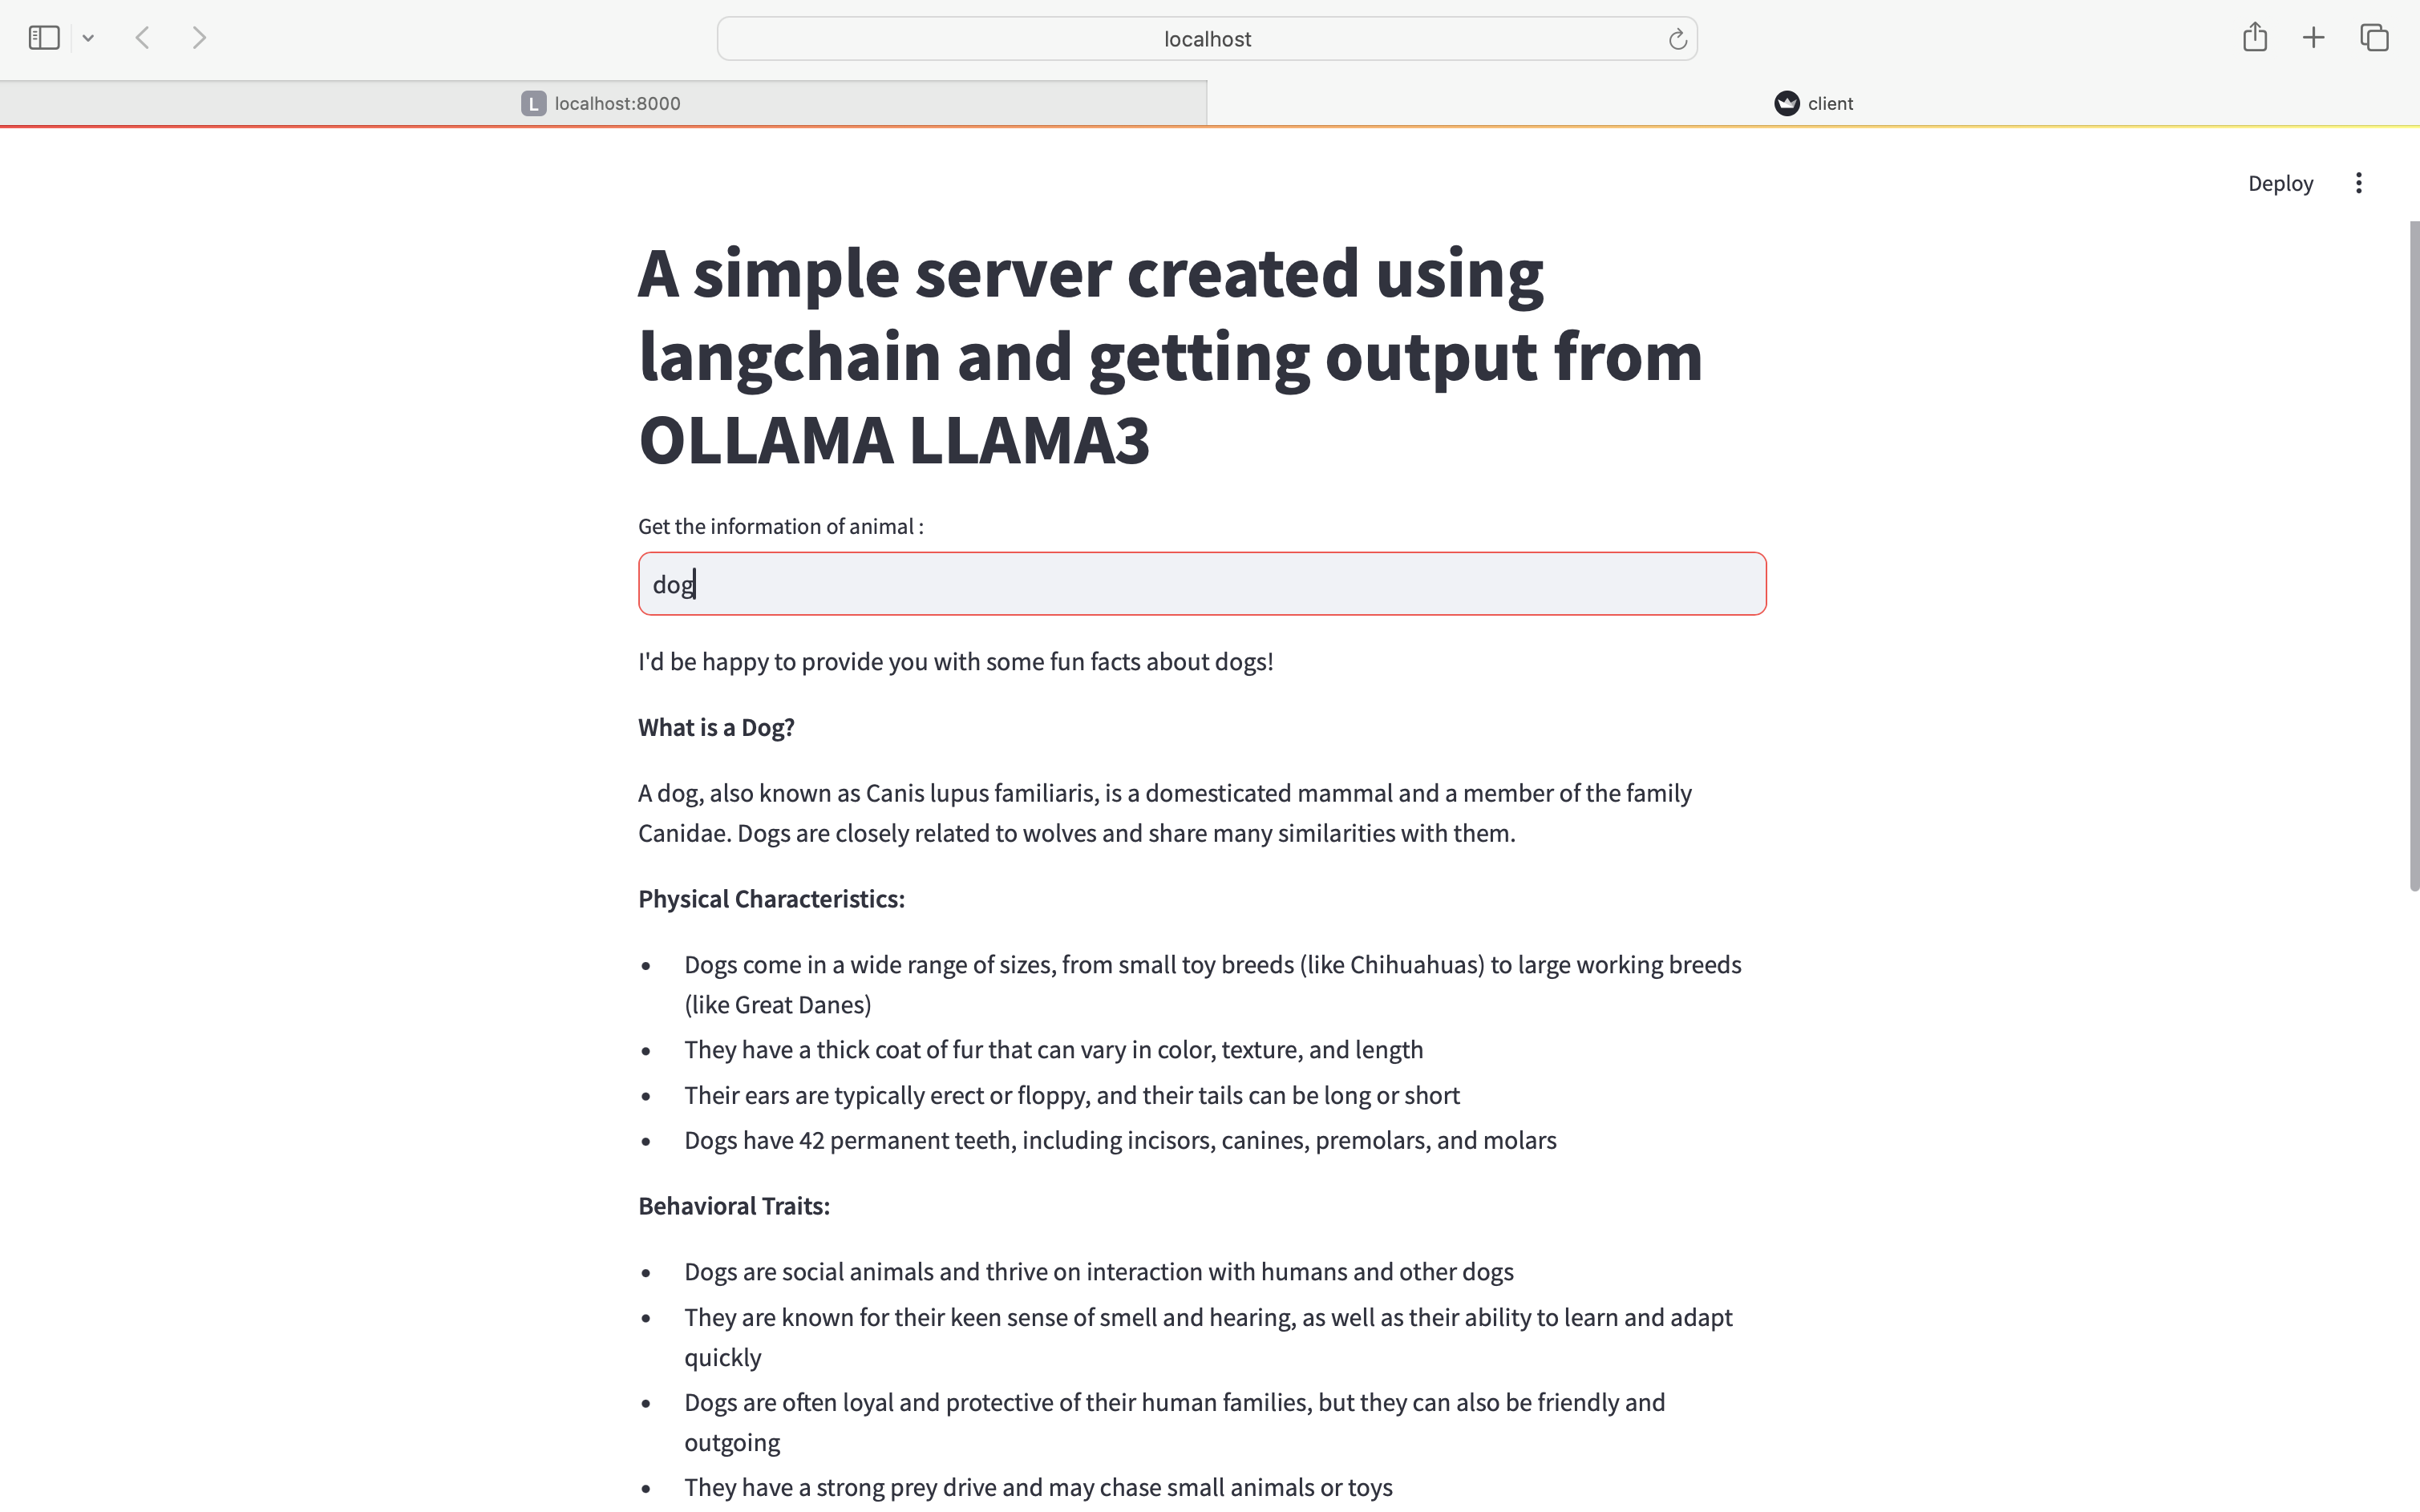 localhost
L localhost:8000
client
Deploy
A simple server created using
langchain and getting output from
OLLAMA LLAMA3
Get the information of animal :
dog
I'd be happy to provide you with some fun facts about dogs!
What is a Dog?
A dog, also known as Canis lupus familiaris, is a domesticated mammal and a member of the family
Canidae. Dogs are closely related to wolves and share many similarities with them.
Physical Characteristics:
• Dogs come in a wide range of sizes, from small toy breeds (like Chihuahuas) to large working breeds
(like Great Danes)
• They have a thick coat of fur that can vary in color, texture, and length
• Their ears are typically erect or floppy, and their tails can be long or short
• Dogs have 42 permanent teeth, including incisors, canines, premolars, and molars
Behavioral Traits:
• Dogs are social animals and thrive on interaction with humans and other dogs
• They are known for their keen sense of smell and hearing, as well as their ability to learn and adapt
quickly
• Dogs are often loyal and protective of their human families, but they can also be friendly and
outgoing
• They have a strong prey drive and may chase small animals or toys